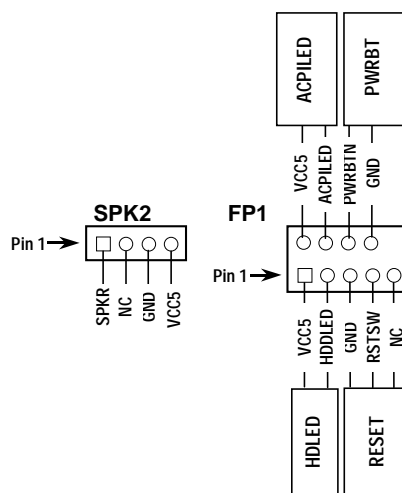 ACPILED
PWRBT
VCC5
ACPILED
PWRBTN
GND
SPK2
FP1
Pin 1
Pin 1
SPKR
NC
GND
VCC5
VCC5
HDDLED
GND
RSTSW
NC
HDLED
RESET